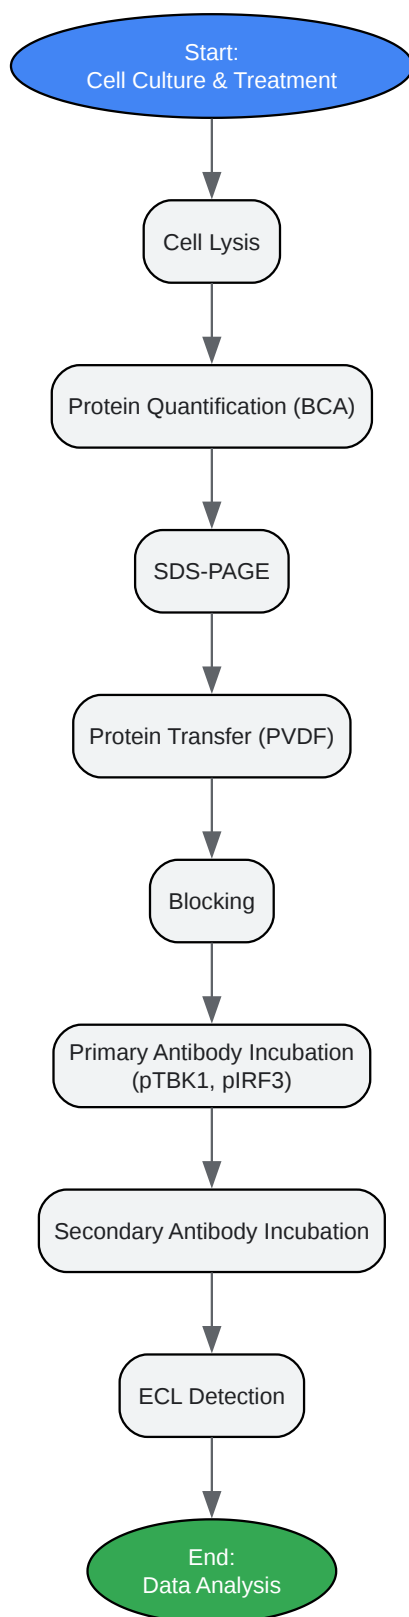 Start:
Cell Culture & Treatment
Cell Lysis
Protein Quantification (BCA)
SDS-PAGE
Protein Transfer (PVDF)
Blocking
Primary Antibody Incubation
(pTBK1, pIRF3)
Secondary Antibody Incubation
ECL Detection
End:
Data Analysis